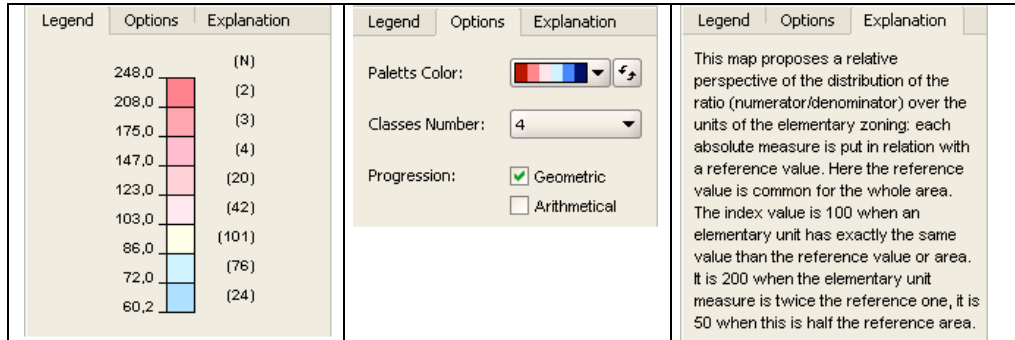 Legend Options Explanation
(N)
248,0
(2)
208,0
(3)
175,0
(4)
147,0
(20)
123,0
(42)
103,0
(101)
86,0
(76)
72,0
(24)
60,2
Legend Options Explanation
Paletts Color:
Classes Number: 4
Progression: Geometric
Arithmetical
Legend Options Explanation
This map proposes a relative
perspective of the distribution of the
ratio (numerator/denominator) over the
units of the elementary zoning: each
absolute measure is put in relation with
a reference value. Here the reference
value is common for the whole area.
The index value is 100 when an
elementary unit has exactly the same
value than the reference value or area.
It is 200 when the elementary unit
measure is twice the reference one, it is
50 when this is half the reference area.